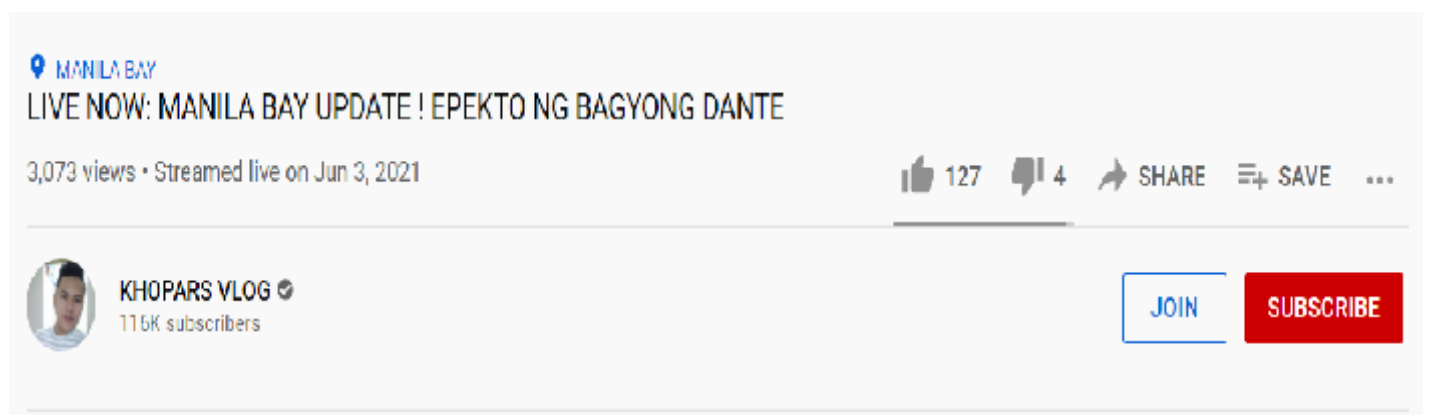 MANILA BAY
LIVE NOW: MANILA BAY UPDATE ! EPEKTO NG BAGYONG DANTE
3,073 views • Streamed live on Jun 3, 2021
127 4 SHARE SAVE ...
KHOPARS VLOG
116K subscribers
JOIN SUBSCRIBE